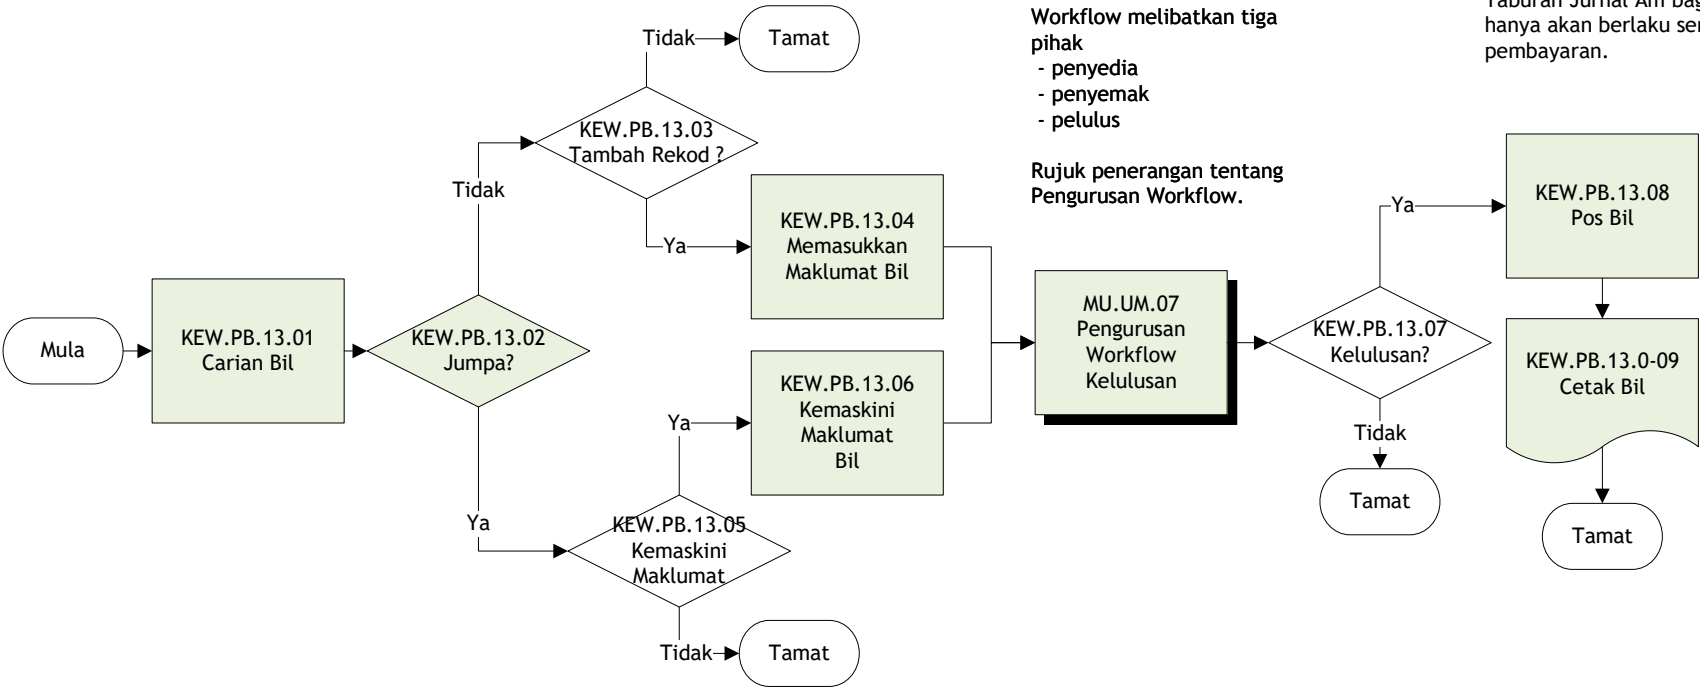 Taburan Jurnal Am
hanya akan berlaku
pembayaran.
Workflow melibatkan tiga
pihak
- penyedia
- penyemak
- pelulus
Rujuk penerangan tentang
Pengurusan Workflow.
Mula
KEW.PB.13.01
Carian Bil
KEW.PB.13.02
Jumpa?
Tidak
KEW.PB.13.03
Tambah Rekod ?
Tidak
Tamat
Ya
KEW.PB.13.04
Memasukkan
Maklumat Bil
Ya
KEW.PB.13.05
Kemaskini
Maklumat
Ya
KEW.PB.13.06
Kemaskini
Maklumat
Bil
Tidak
Tamat
MU.UM.07
Pengurusan
Workflow
Kelulusan
KEW.PB.13.07
Kelulusan?
Ya
KEW.PB.13.08
Pos Bil
KEW.PB.13.0-09
Cetak Bil
Tamat
Tidak
Tamat